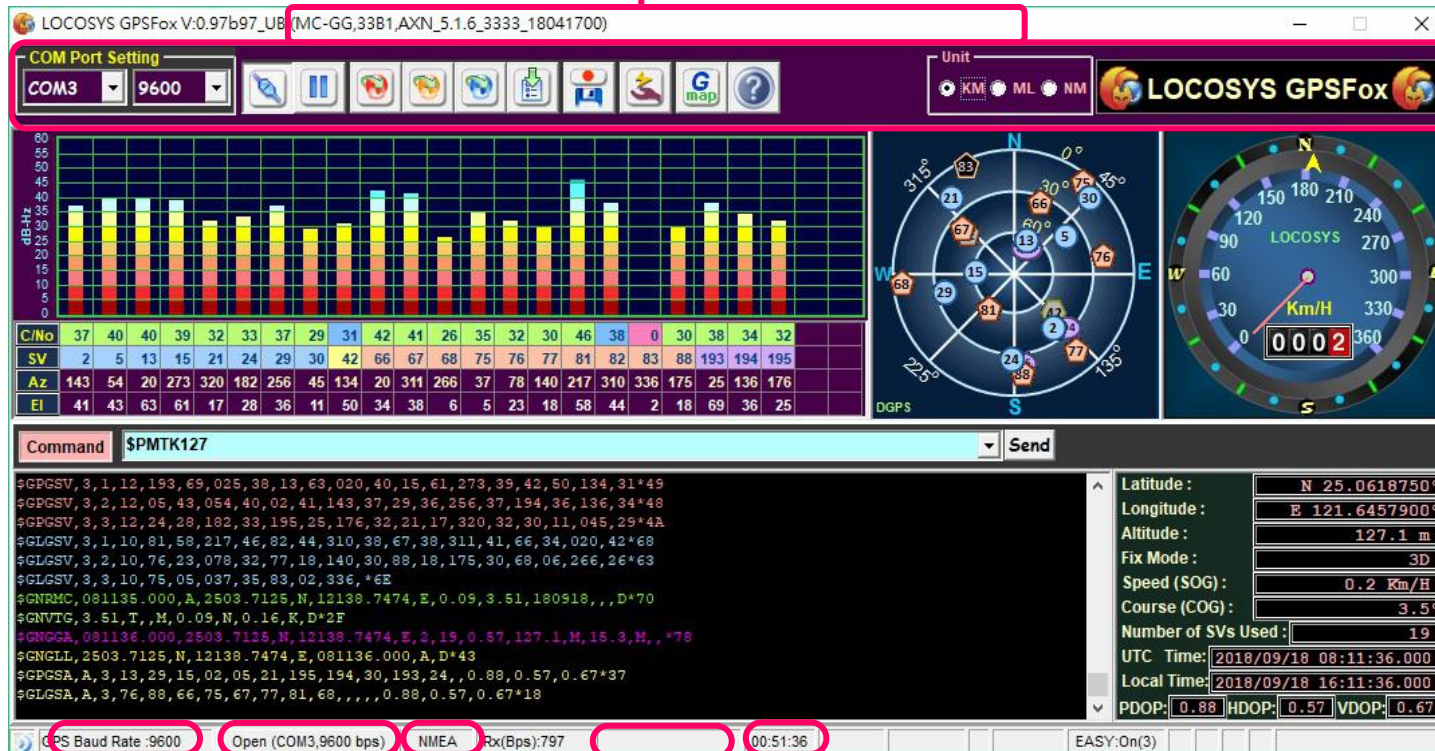 LOCOSYS GPSFox V:0.97b97_UB (MC-GG,33B1,AXN_5.1.6_3333_18041700)
COM Port Setting
COM3 9600
G map
?
Unit
KM ML NM
LOCOSYS GPSFox
dB-Hz
60
55
50
45
40
35
30
25
20
15
10
5
0
C/No 37 40 40 39 32 33 37 29 31 42 41 26 35 32 30 46 38 0 30 38 34 32
SV 2 5 13 15 21 24 29 30 42 66 67 68 75 76 77 81 82 83 88 193 194 195
Az 143 54 20 273 320 182 256 45 134 20 311 266 37 78 140 217 310 336 175 25 136 176
El 41 43 63 61 17 28 36 11 50 34 38 6 5 23 18 58 44 2 18 69 36 25
N
0°
315° 83 75 45°
21 30° 30
66
67 60° 5
13
76
W 15 E
68
29
81 42
2
77
24
88
225° 135°
DGPS S
N
150 180 210
120 240
90 LOCOSYS 270
W 60 300
30 Km/H 330
0 0002 360
S
Command $PMTK127 Send
$GPGSV,3,1,12,193,69,025,38,13,63,020,40,15,61,273,39,42,50,134,31*49
$GPGSV,3,2,12,05,43,054,40,02,41,143,37,29,36,256,37,194,36,136,34*48
$GPGSV,3,3,12,24,28,182,33,195,25,176,32,21,17,320,32,30,11,045,29*4A
$GLGSV,3,1,10,81,58,217,46,82,44,310,38,67,38,311,41,66,34,020,42*68
$GLGSV,3,2,10,76,23,078,32,77,18,140,30,88,18,175,30,68,06,266,26*63
$GLGSV,3,3,10,75,05,037,35,83,02,336,*6E
$GNRMC,081135.000,A,2503.7125,N,12138.7474,E,0.09,3.51,180918,,,D*70
$GNVTG,3.51,T,,M,0.09,N,0.16,K,D*2F
$GNGGA,081136.000,2503.7125,N,12138.7474,E,2,19,0.57,127.1,M,15.3,M,,*78
$GNGLL,2503.7125,N,12138.7474,E,081136.000,A,D*43
$GPGSA,A,3,13,29,15,02,05,21,195,194,30,193,24,,0.88,0.57,0.67*37
$GLGSA,A,3,76,88,66,75,67,77,81,68,,,,,0.88,0.57,0.67*18
Latitude : N 25.0618750°
Longitude : E 121.6457900°
Altitude : 127.1 m
Fix Mode : 3D
Speed (SOG) : 0.2 Km/H
Course (COG) : 3.5°
Number of SVs Used : 19
UTC Time: 2018/09/18 08:11:36.000
Local Time: 2018/09/18 16:11:36.000
PDOP: 0.88 HDOP: 0.57 VDOP: 0.67
GPS Baud Rate :9600 Open (COM3,9600 bps) NMEA Rx(Bps):797 00:51:36 EASY:On(3)